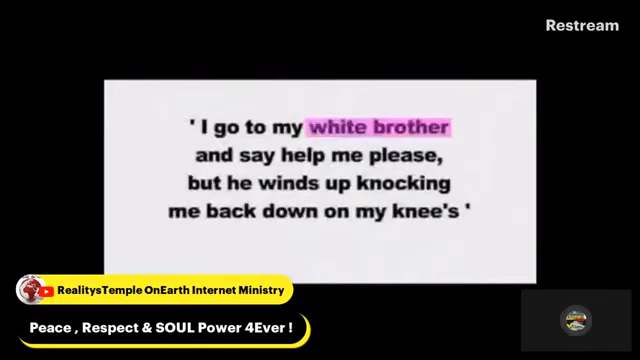 Restream
' I go to my white brother
and say help me please,
but he winds up knocking
me back down on my knee's '
RealitysTemple OnEarth Internet Ministry
Peace , Respect & SOUL Power 4Ever !